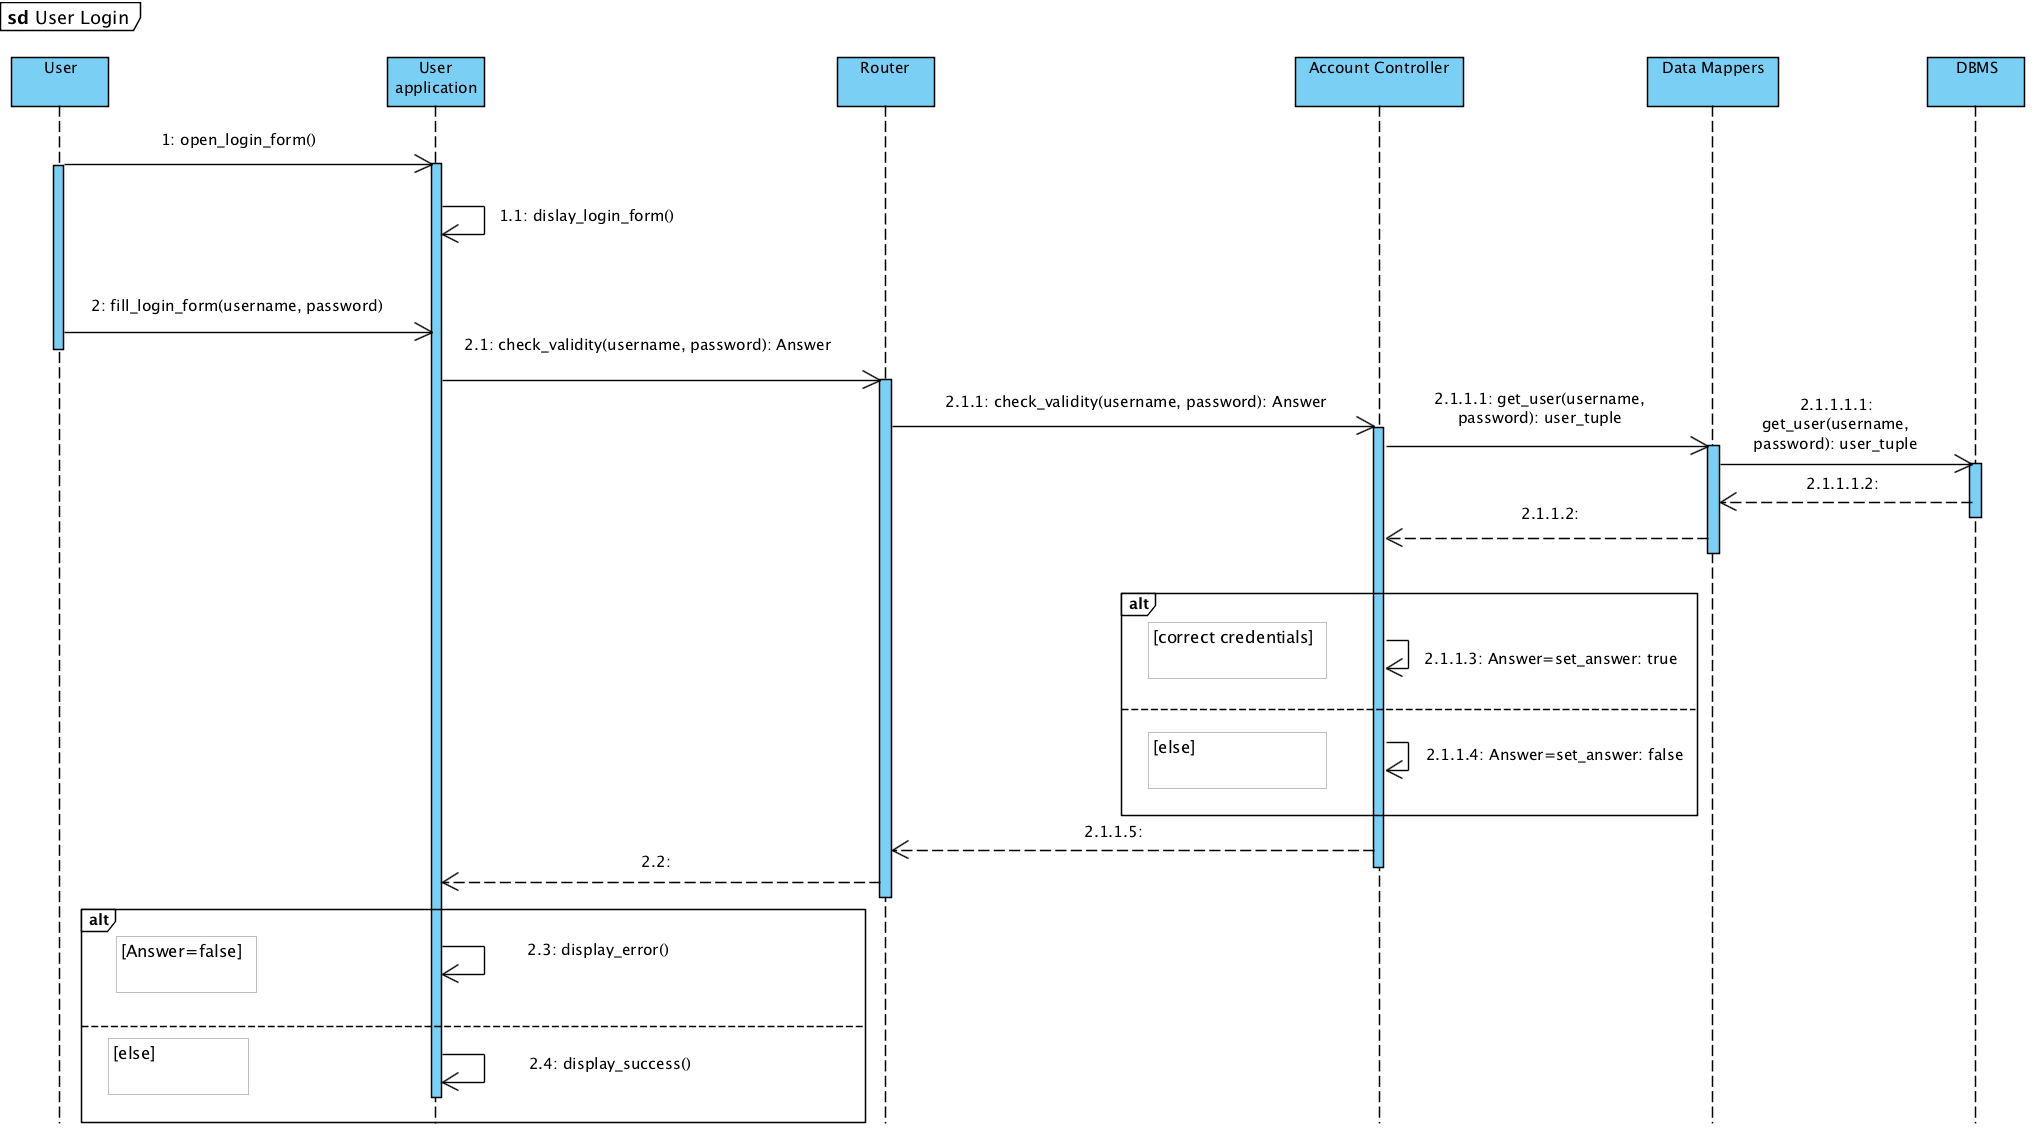 sd User Login
User
User
application
Router
Account Controller
Data Mappers
DBMS
1: open_login_form()
1.1: dislay_login_form()
2: fill_login_form(username, password)
2.1: check_validity(username, password): Answer
2.1.1: check_validity(username, password): Answer
2.1.1.1: get_user(username,
password): user_tuple
2.1.1.1.1:
get_user(username,
password): user_tuple
2.1.1.1.2:
2.1.1.2:
alt
[correct credentials]
2.1.1.3: Answer=set_answer: true
[else]
2.1.1.4: Answer=set_answer: false
2.1.1.5:
2.2:
alt
[Answer=false]
2.3: display_error()
[else]
2.4: display_success()